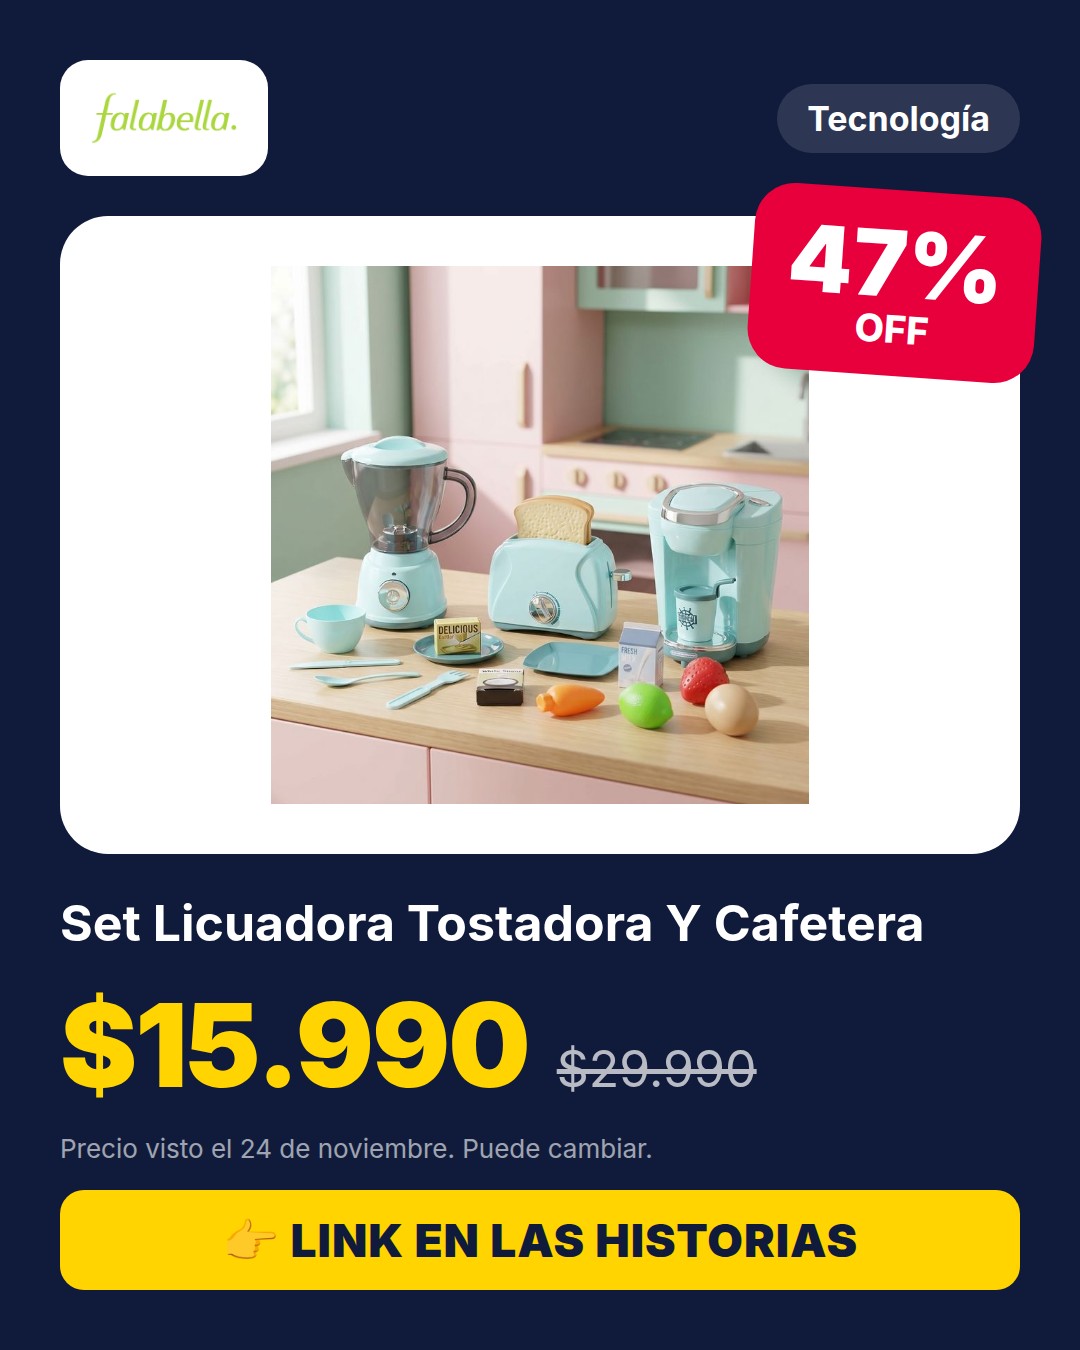 falabella.
Tecnología
47%
OFF
DELICIOUS
FRESH
Set Licuadora Tostadora Y Cafetera
$15.990 $29.990
Precio visto el 24 de noviembre. Puede cambiar.
👉 LINK EN LAS HISTORIAS